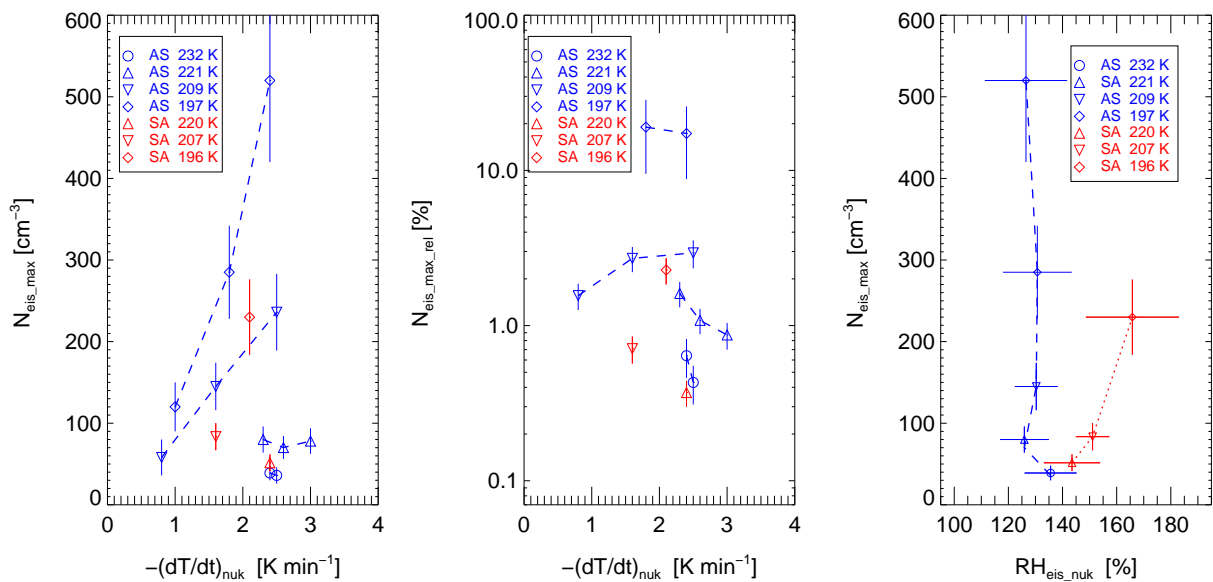 600
500
400
300
200
100
0
N_eis_max [cm−3]
AS 232 K
AS 221 K
AS 209 K
AS 197 K
SA 220 K
SA 207 K
SA 196 K
0 1 2 3 4
−(dT/dt)nuk [K min−1]
100.0
10.0
1.0
0.1
N_eis_max_rel [%]
AS 232 K
AS 221 K
AS 209 K
AS 197 K
SA 220 K
SA 207 K
SA 196 K
0 1 2 3 4
−(dT/dt)nuk [K min−1]
600
500
400
300
200
100
0
N_eis_max [cm−3]
AS 232 K
SA 221 K
AS 209 K
AS 197 K
SA 220 K
SA 207 K
SA 196 K
100 120 140 160 180
RH_eis_nuk [%]